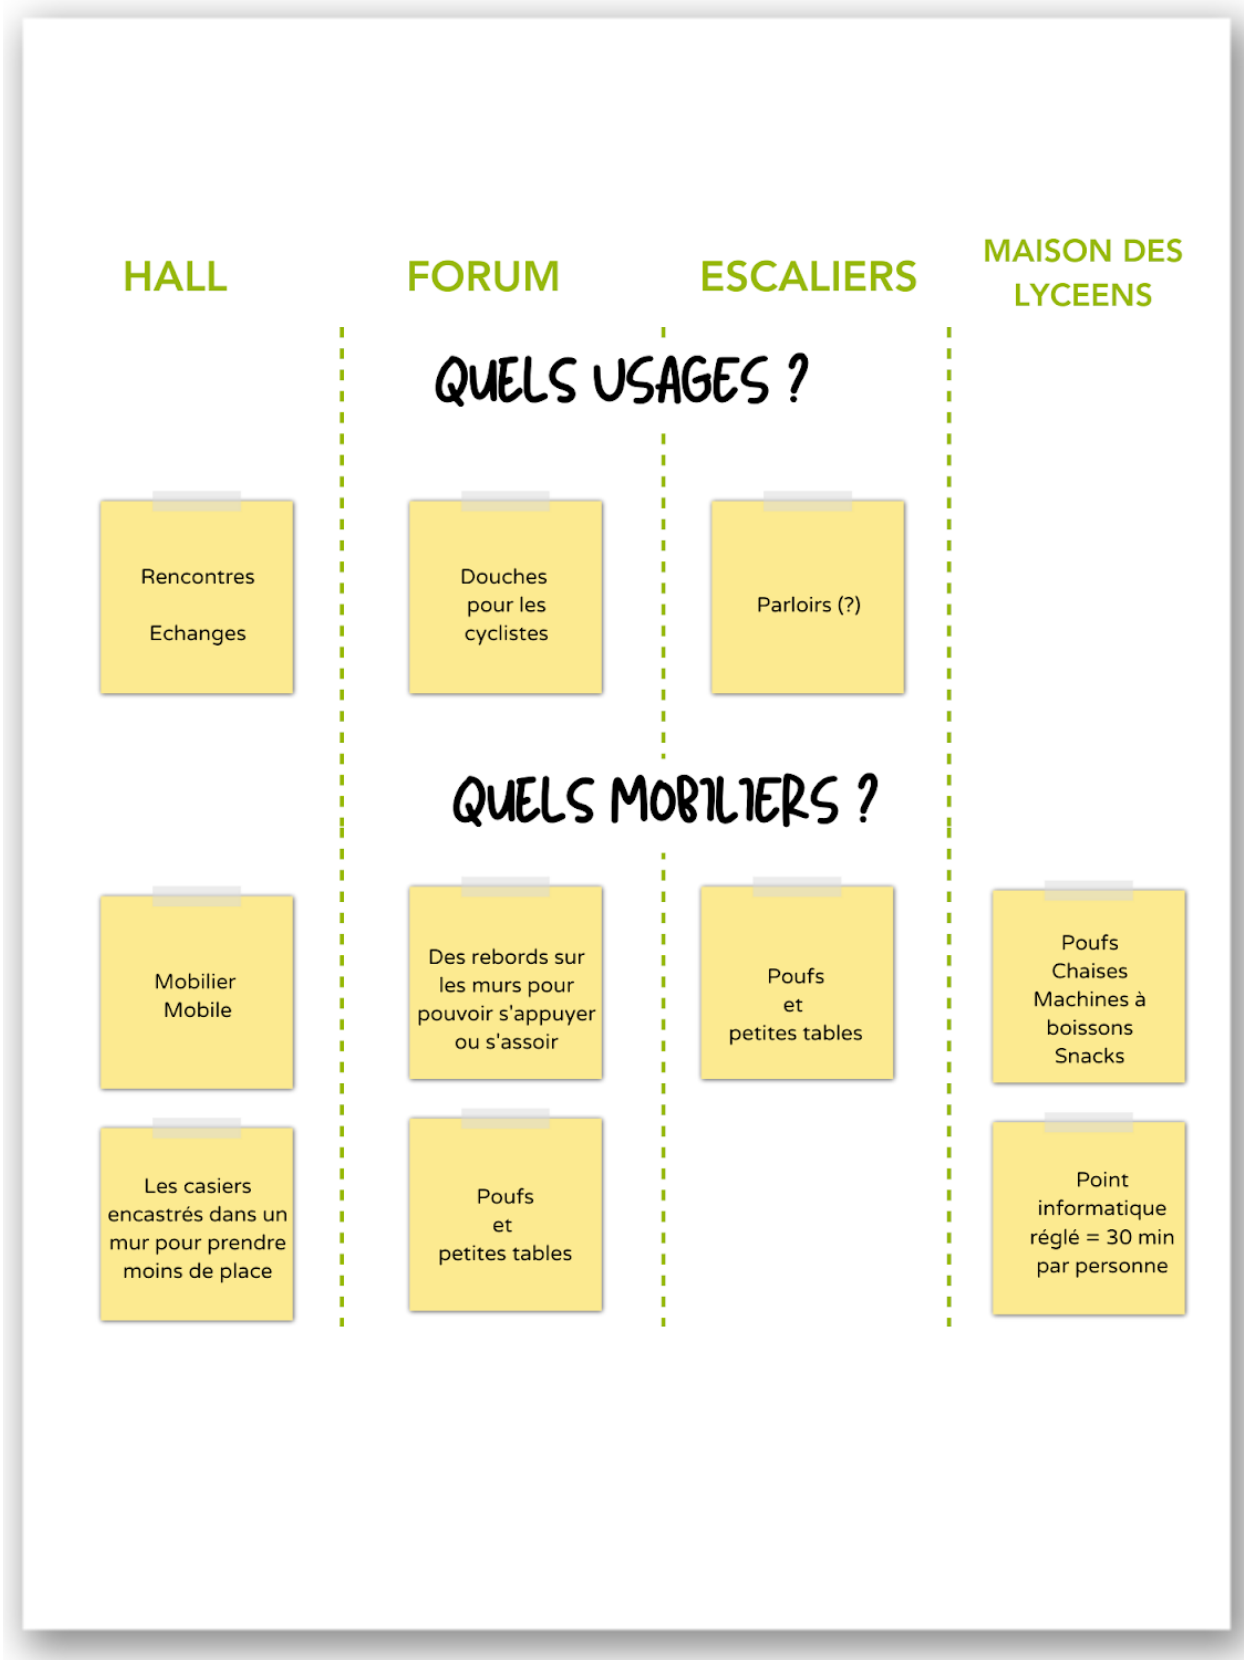 HALL
FORUM
ESCALIERS
MAISON DES
LYCEENS
QUELS USAGES ?
Rencontres
Echanges
Douches
pour les
cyclistes
Parloirs (?)
QUELS MOBILIERS ?
Mobilier
Mobile
Des rebords sur
les murs pour
pouvoir s'appuyer
ou s'assoir
Poufs
et
petites tables
Poufs
Chaises
Machines à
boissons
Snacks
Les casiers
encastrés dans un
mur pour prendre
moins de place
Poufs
et
petites tables
Point
informatique
réglé = 30 min
par personne